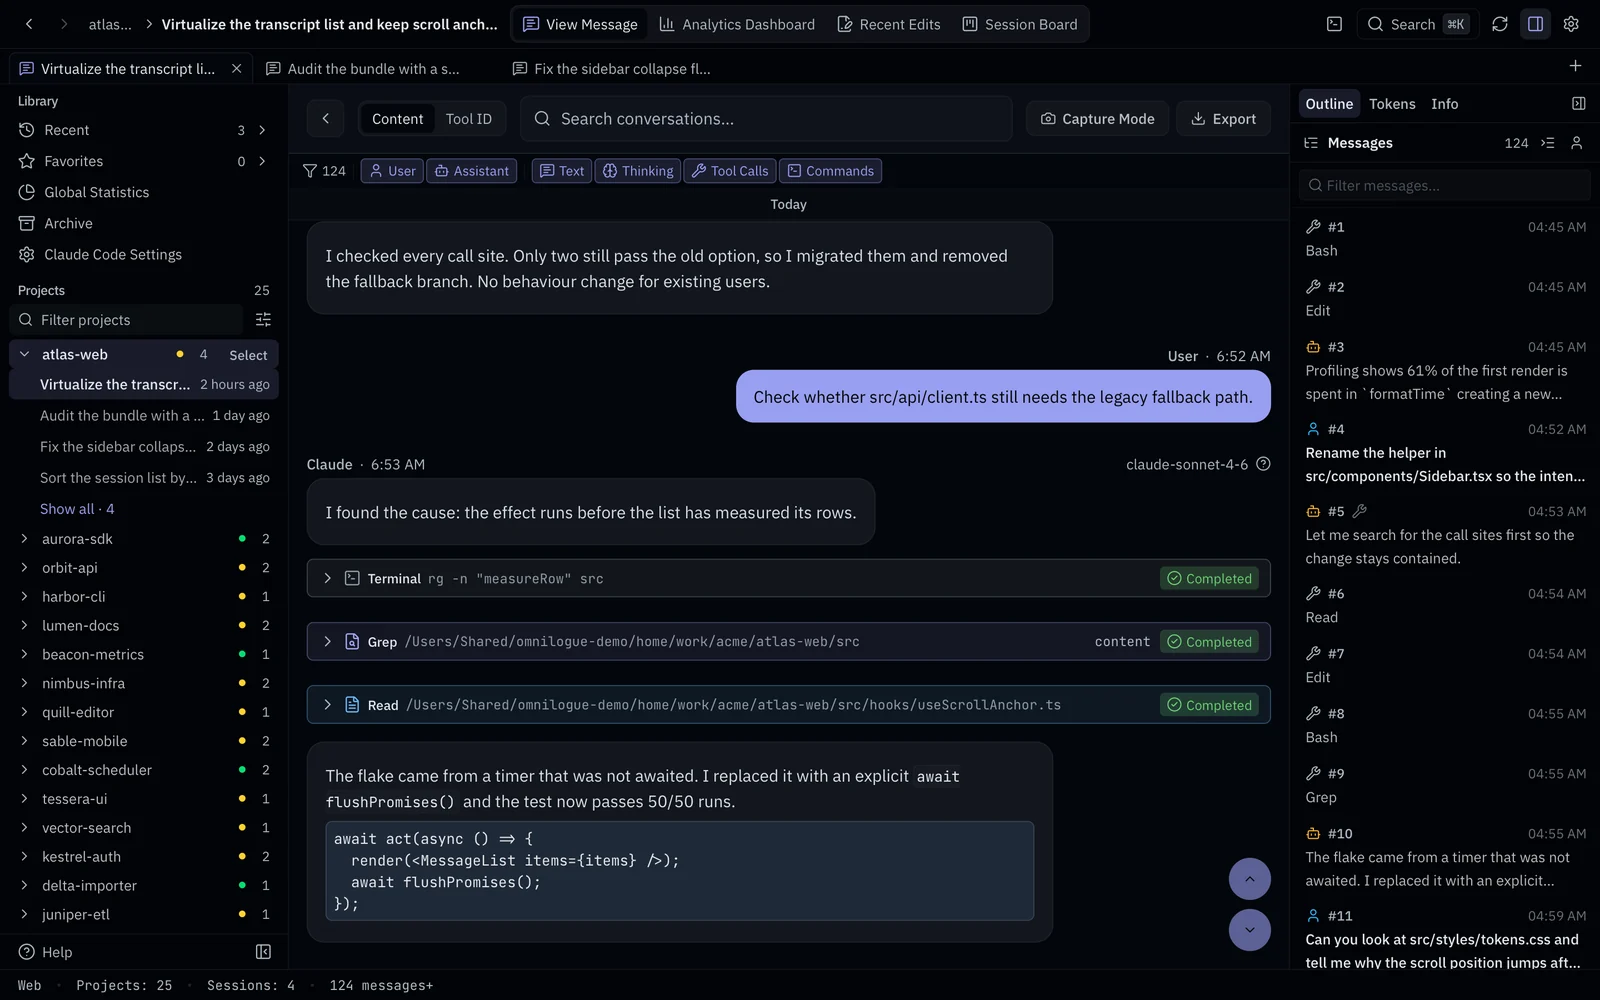 atlas...
Virtualize the transcript list and keep scroll anch...
View Message
Analytics Dashboard
Recent Edits
Session Board
Search ⌘K
Virtualize the transcript li...
Audit the bundle with a s...
Fix the sidebar collapse fl...
Library
Recent 3
Favorites 0
Global Statistics
Archive
Claude Code Settings
Projects 25
Filter projects
atlas-web 4 Select
Virtualize the transcr... 2 hours ago
Audit the bundle with a ... 1 day ago
Fix the sidebar collaps... 2 days ago
Sort the session list by... 3 days ago
Show all · 4
aurora-sdk 2
orbit-api 2
harbor-cli 1
lumen-docs 2
beacon-metrics 1
nimbus-infra 2
quill-editor 1
sable-mobile 2
cobalt-scheduler 2
tessera-ui 1
vector-search 1
kestrel-auth 2
delta-importer 1
juniper-etl 1
Help
Content Tool ID
Search conversations...
Capture Mode
Export
124
User
Assistant
Text
Thinking
Tool Calls
Commands
Today
I checked every call site. Only two still pass the old option, so I migrated them and removed
the fallback branch. No behaviour change for existing users.
User · 6:52 AM
Check whether src/api/client.ts still needs the legacy fallback path.
Claude · 6:53 AM
claude-sonnet-4-6
I found the cause: the effect runs before the list has measured its rows.
Terminal rg -n "measureRow" src Completed
Grep /Users/Shared/omnilogue-demo/home/work/acme/atlas-web/src content Completed
Read /Users/Shared/omnilogue-demo/home/work/acme/atlas-web/src/hooks/useScrollAnchor.ts Completed
The flake came from a timer that was not awaited. I replaced it with an explicit await
flushPromises() and the test now passes 50/50 runs.
await act(async () => {
render(<MessageList items={items} />);
await flushPromises();
});
Outline Tokens Info
Messages 124
Filter messages...
#1 04:45 AM
Bash
#2 04:45 AM
Edit
#3 04:45 AM
Profiling shows 61% of the first render is
spent in `formatTime` creating a new...
#4 04:52 AM
Rename the helper in
src/components/Sidebar.tsx so the inten...
#5 04:53 AM
Let me search for the call sites first so the
change stays contained.
#6 04:54 AM
Read
#7 04:54 AM
Edit
#8 04:55 AM
Bash
#9 04:55 AM
Grep
#10 04:55 AM
The flake came from a timer that was not
awaited. I replaced it with an explicit...
#11 04:59 AM
Can you look at src/styles/tokens.css and
tell me why the scroll position jumps aft...
Web · Projects: 25 · Sessions: 4 · 124 messages+